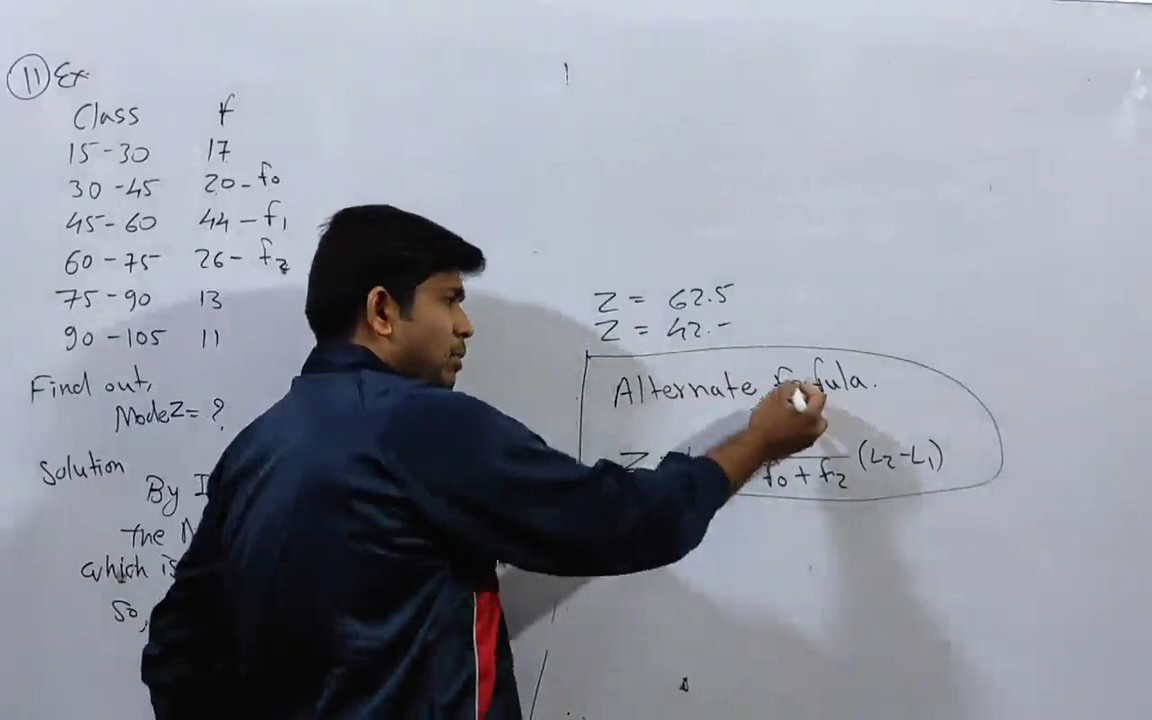 11 Ex
Class f
15-30 17
30-45 20-f0
45-60 44-f1
60-75 26-f2
75-90 13
90-105 11
Find out,
Mode Z= ?
Solution
By
the
which is
So,
Z = 62.5
Z = 42.-
Alternate
Z
f0 + f2 (L2-L1)